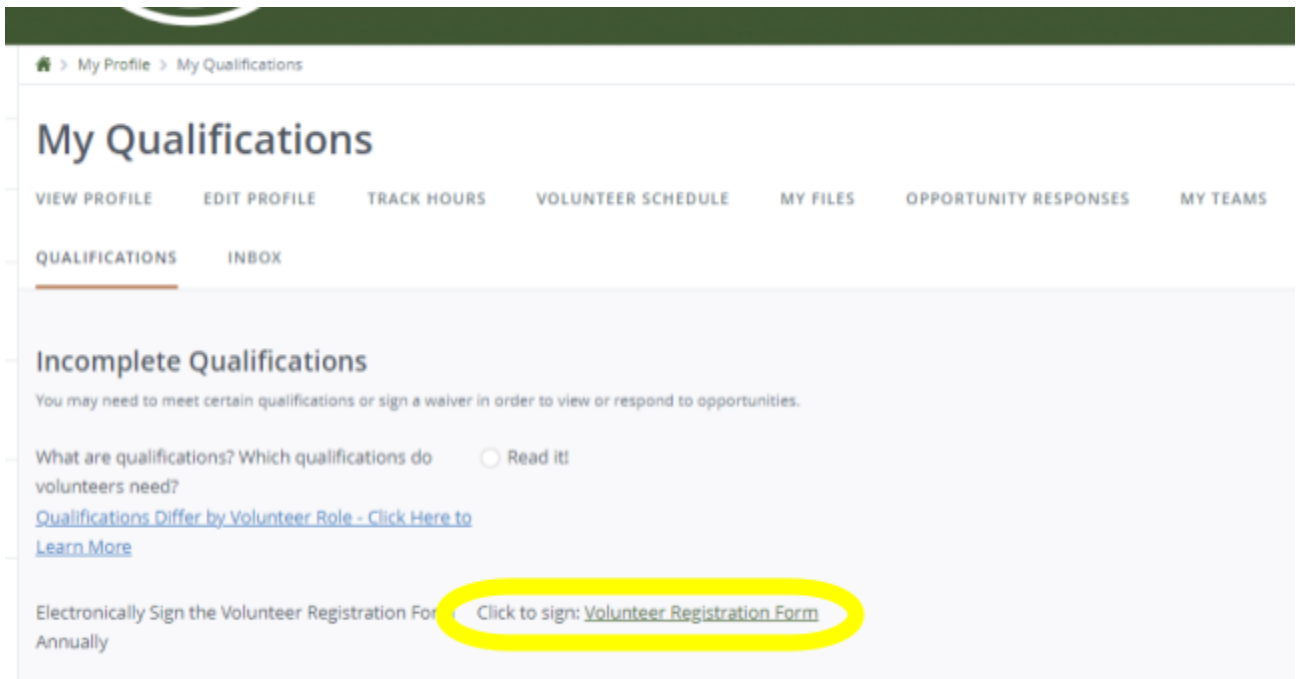 > My Profile > My Qualifications
My Qualifications
VIEW PROFILE EDIT PROFILE TRACK HOURS VOLUNTEER SCHEDULE MY FILES OPPORTUNITY RESPONSES MY TEAMS
QUALIFICATIONS INBOX
Incomplete Qualifications
You may need to meet certain qualifications or sign a waiver in order to view or respond to opportunities.
What are qualifications? Which qualifications do Read it!
volunteers need?
Qualifications Differ by Volunteer Role - Click Here to
Learn More
Electronically Sign the Volunteer Registration Click to sign: Volunteer Registration Form
Annually